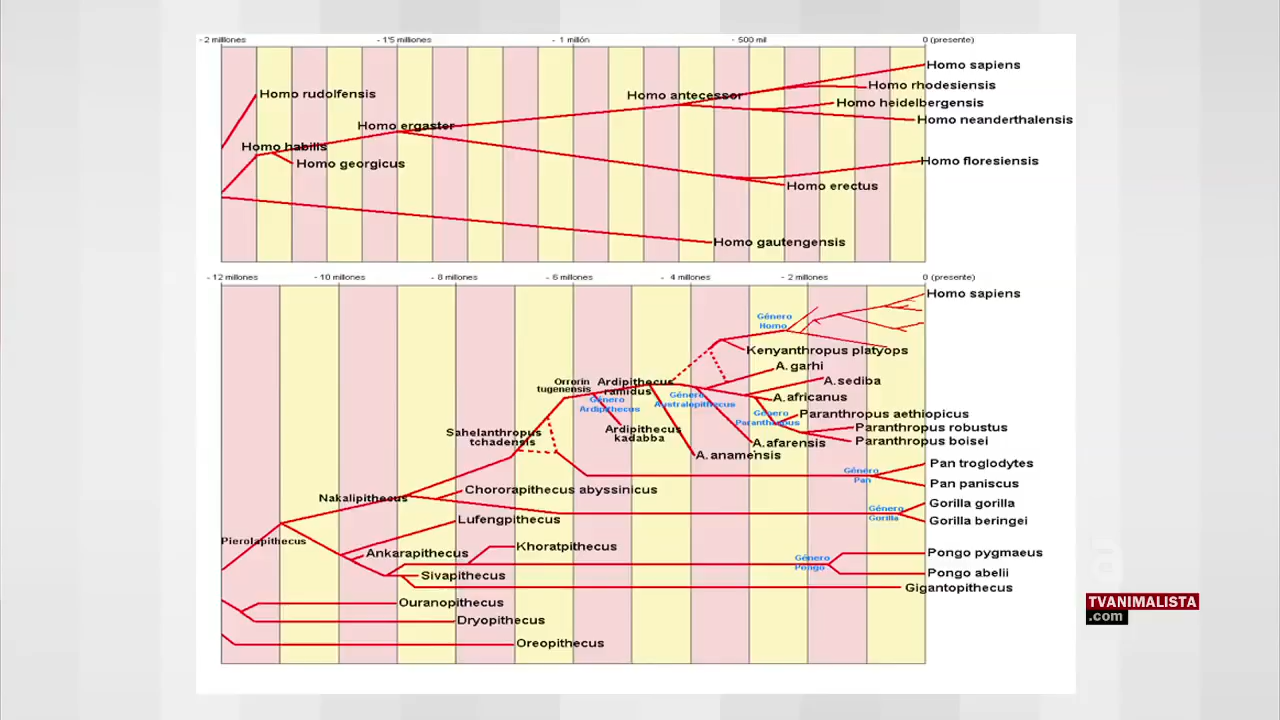 - 2 milliones
- 1'5 milliones
- 1 millón
- 500 mil
0 (presente)
Homo sapiens
Homo rhodesiensis
Homo rudolfensis
Homo antecessor
Homo heidelbergensis
Homo neanderthalensis
Homo ergaster
Homo habilis
Homo georgicus
Homo floresiensis
Homo erectus
Homo gautengensis
- 12 millones
- 10 millones
- 8 millones
- 6 millones
- 4 millones
- 2 millones
0 (presente)
Homo sapiens
Género
Homo
Kenyanthropus platyops
A. garhi
A. sediba
Orrorin
tugenensis
Ardipithecus
ramidus
Género
Ardipithecus
Género
Australopithecus
A. africanus
Género
Paranthropus
Paranthropus aethiopicus
Paranthropus robustus
Paranthropus boisei
Ardipithecus
kadabba
Sahelanthropus
tchadensis
A. afarensis
A. anamensis
Género
Pan
Pan troglodytes
Pan paniscus
Nakalipithecus
Chororapithecus abyssinicus
Género
Gorilla
Gorilla gorilla
Gorilla beringei
Lufengpithecus
Pierolapithecus
Ankarapithecus
Khoratpithecus
Género
Pongo
Pongo pygmaeus
Sivapithecus
Pongo abelii
Gigantopithecus
Ouranopithecus
Dryopithecus
Oreopithecus
TVANIMALISTA
.com